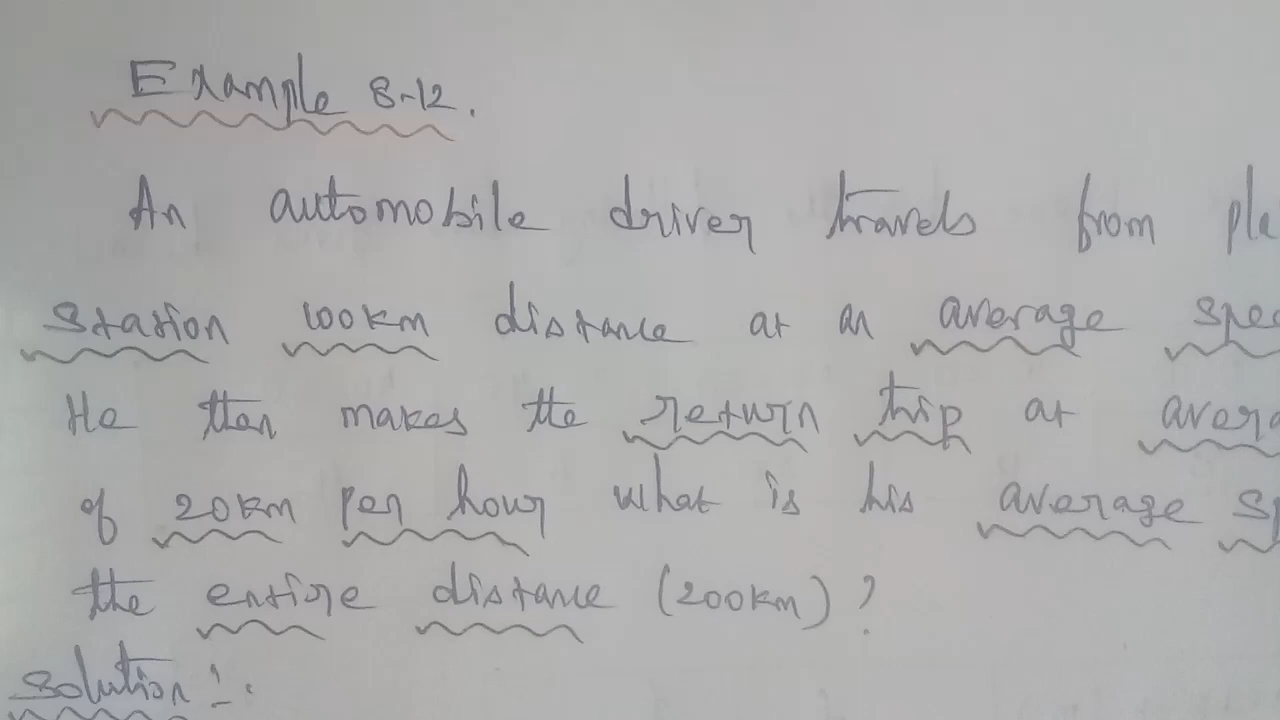 Example 8-12.
An automobile driver travels from
station 100km distance at an average
He then makes the return trip at
of 20km per hour what is his average
the entire distance (200km)?
Solution :-